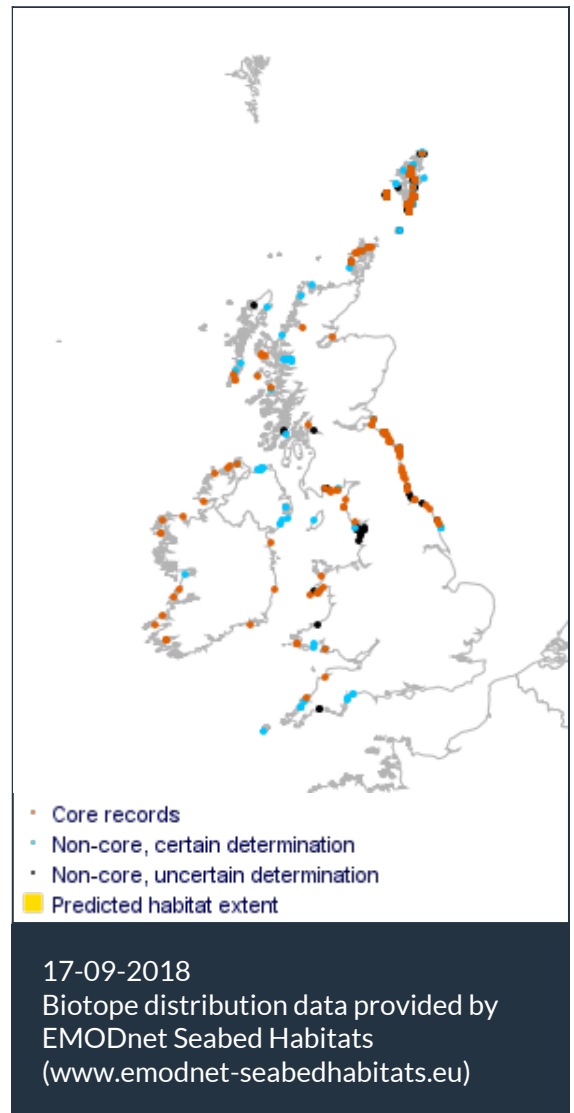 Core records
Non-core, certain determination
Non-core, uncertain determination
Predicted habitat extent
17-09-2018
Biotope distribution data provided by
EMODnet Seabed Habitats
(www.emodnet-seabedhabitats.eu)